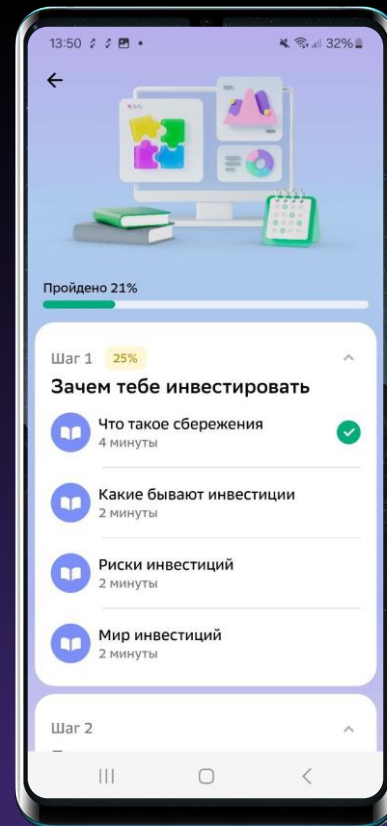 13:50
32%
Пройдено 21%
Шаг 1 25%
Зачем тебе инвестировать
Что такое сбережения
4 минуты
Какие бывают инвестиции
2 минуты
Риски инвестиций
2 минуты
Мир инвестиций
2 минуты
Шаг 2